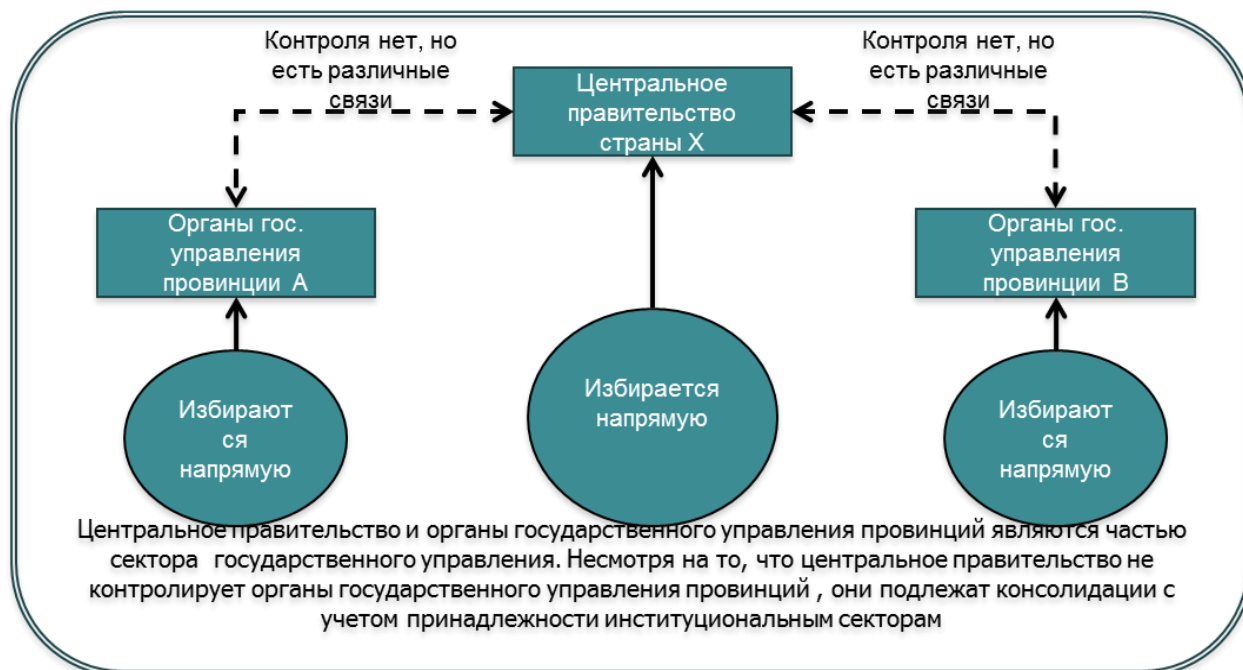 Контроля нет, но
есть различные
связи
Контроля нет, но
есть различные
связи
Центральное
правительство
страны X
Органы гос.
управления
провинции А
Органы гос.
управления
провинции В
Избирают
ся
напрямую
Избирается
напрямую
Избирают
ся
напрямую
Центральное правительство и органы государственного управления провинций являются частью
сектора государственного управления. Несмотря на то, что центральное правительство не
контролирует органы государственного управления провинций , они подлежат консолидации с
учетом принадлежности институциональным секторам